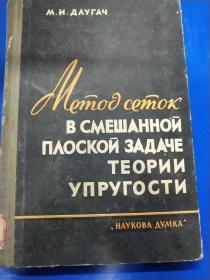 М. И. ДЛУГАЧ
Метод сеток
В СМЕШАННОЙ
ПЛОСКОЙ ЗАДАЧЕ
ТЕОРИИ
УПРУГОСТИ
„НАУКОВА ДУМКА"